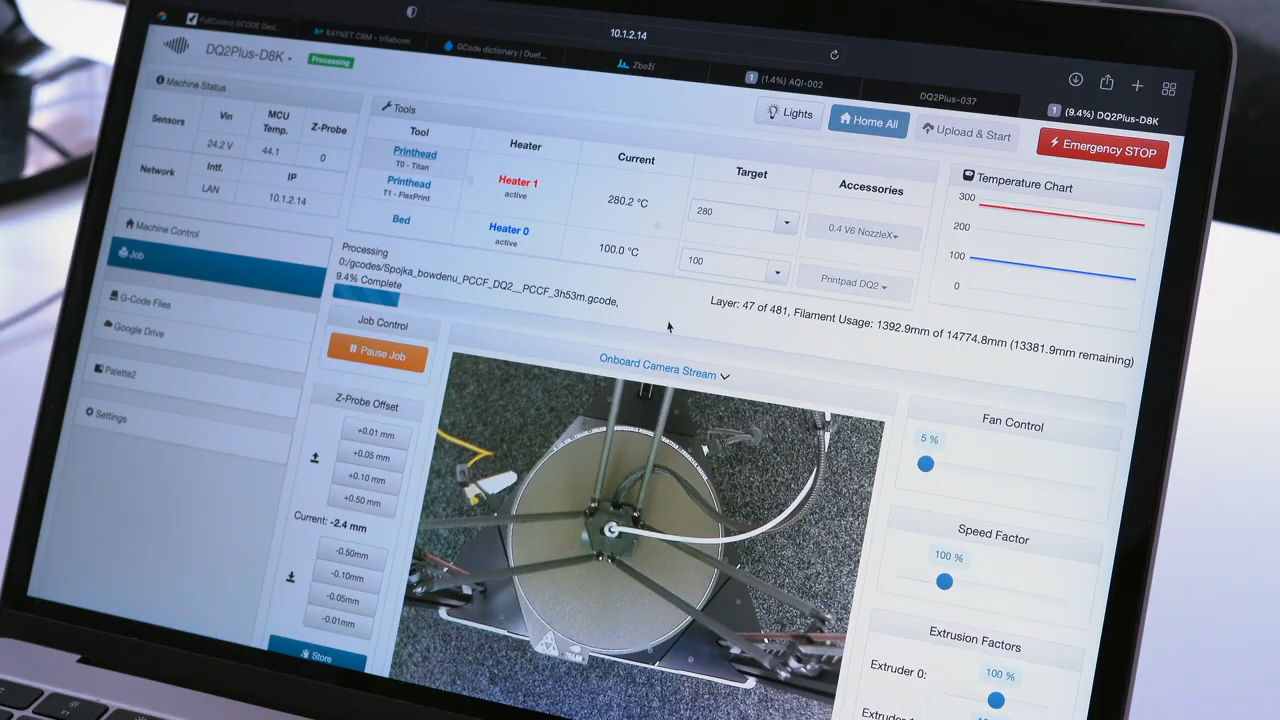 10.1.2.14
FullControl GCODE Desi...
RAYNET CRM - trilabcrm
GCode dictionary | Duet...
Zboží
1 (1.4%) AQI-002
DQ2Plus-037
1 (9.4%) DQ2Plus-D8K
DQ2Plus-D8K
Processing
Lights
Home All
Upload & Start
Emergency STOP
Machine Status
Sensors
Vin
MCU Temp.
Z-Probe
24.2 V
44.1
0
Network
Intf.
IP
LAN
10.1.2.14
Tools
Tool
Heater
Current
Target
Accessories
Printhead
T0 - Titan
Printhead
T1 - FlexPrint
Heater 1
active
280.2 °C
280
0.4 V6 NozzleX
Bed
Heater 0
active
100.0 °C
100
Printpad DQ2
Temperature Chart
300
200
100
0
Machine Control
Job
G-Code Files
Google Drive
Palette2
Settings
Processing
0:/gcodes/Spojka_bowdenu_PCCF_DQ2__PCCF_3h53m.gcode,
9.4% Complete
Layer: 47 of 481, Filament Usage: 1392.9mm of 14774.8mm (13381.9mm remaining)
Job Control
Pause Job
Z-Probe Offset
+0.01 mm
+0.05 mm
+0.10 mm
+0.50 mm
Current: -2.4 mm
-0.50mm
-0.10mm
-0.05mm
-0.01mm
Store
Onboard Camera Stream
TRILAB
Fan Control
5 %
Speed Factor
100 %
Extrusion Factors
Extruder 0:
100 %